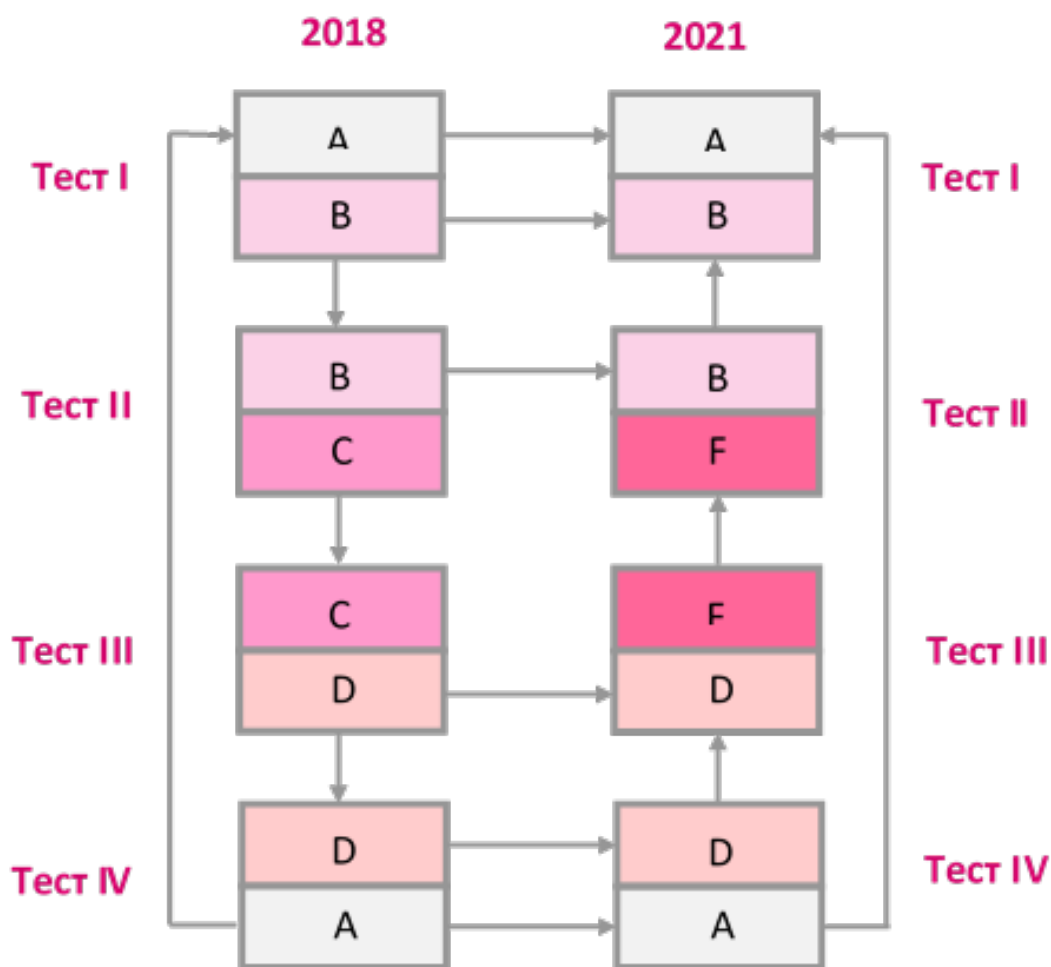 2018 2021
A A
Тест I Тест I
B B
B B
Тест II Тест II
C F
C F
Тест III Тест III
D D
D D
Тест IV Тест IV
A A